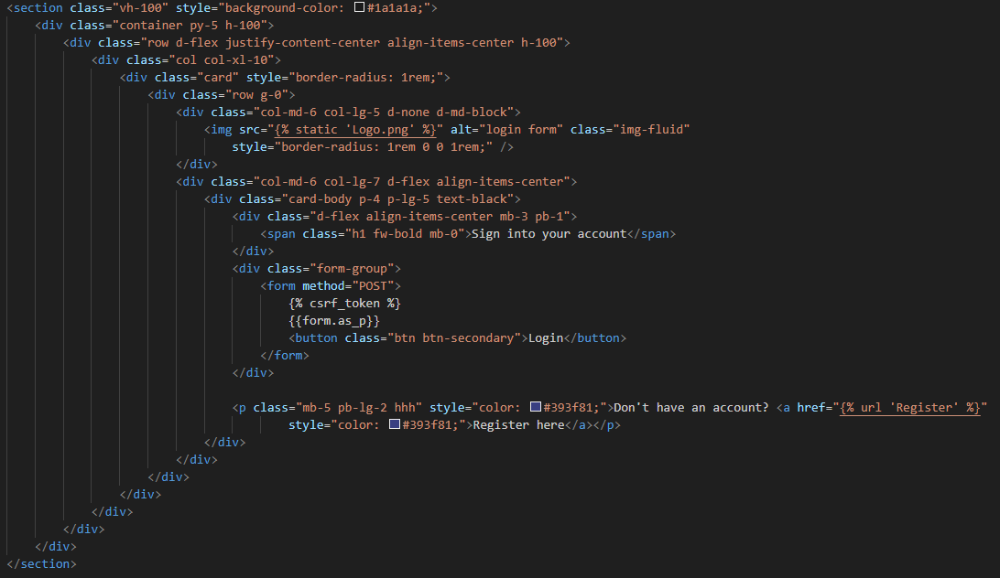 <section class="vh-100" style="background-color: #1a1a1a;">
<div class="container py-5 h-100">
<div class="row d-flex justify-content-center align-items-center h-100">
<div class="col col-xl-10">
<div class="card" style="border-radius: 1rem;">
<div class="row g-0">
<div class="col-md-6 col-lg-5 d-none d-md-block">
<img src="{% static 'Logo.png' %}" alt="login form" class="img-fluid"
style="border-radius: 1rem 0 0 1rem;" />
</div>
<div class="col-md-6 col-lg-7 d-flex align-items-center">
<div class="card-body p-4 p-lg-5 text-black">
<div class="d-flex align-items-center mb-3 pb-1">
<span class="h1 fw-bold mb-0">Sign into your account</span>
</div>
<div class="form-group">
<form method="POST">
{% csrf_token %}
{{form.as_p}}
<button class="btn btn-secondary">Login</button>
</form>
</div>
<p class="mb-5 pb-lg-2 hhh" style="color: #393f81;">Don't have an account? <a href="{% url 'Register' %}"
style="color: #393f81;">Register here</a></p>
</div>
</div>
</div>
</div>
</div>
</div>
</div>
</section>